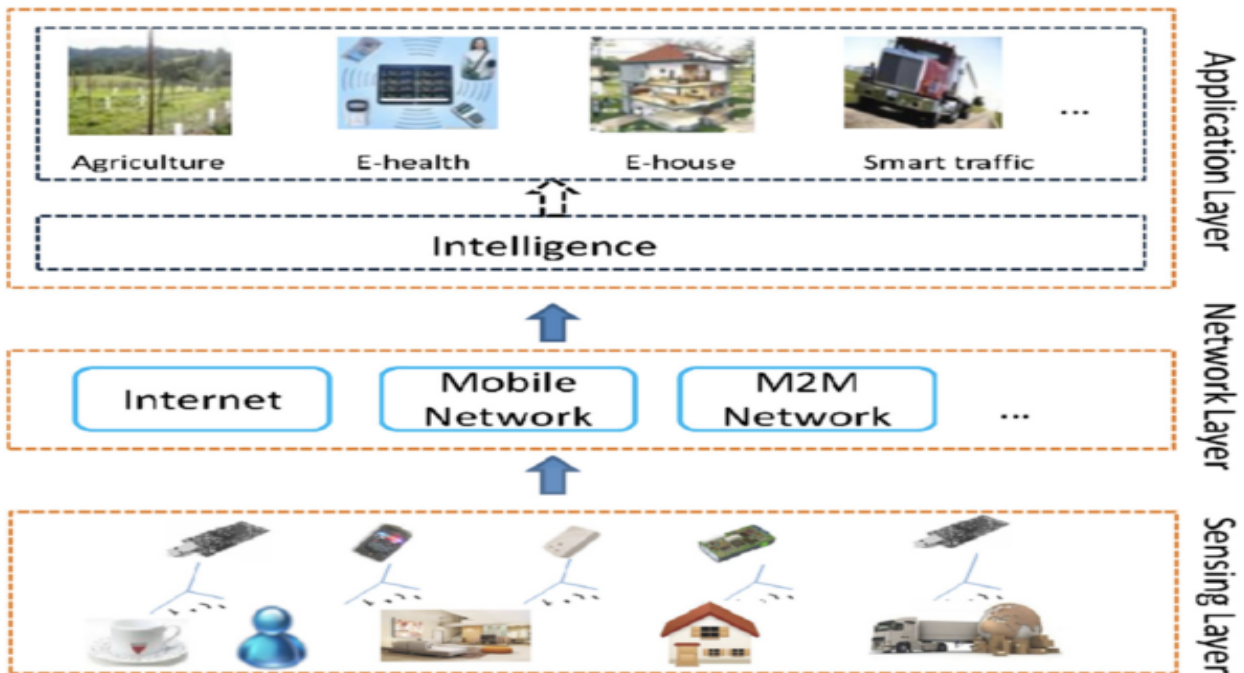 Agriculture
E-health
E-house
Smart traffic
...
Intelligence
Application Layer
Internet
Mobile
Network
M2M
Network
...
Network Layer
Sensing Layer